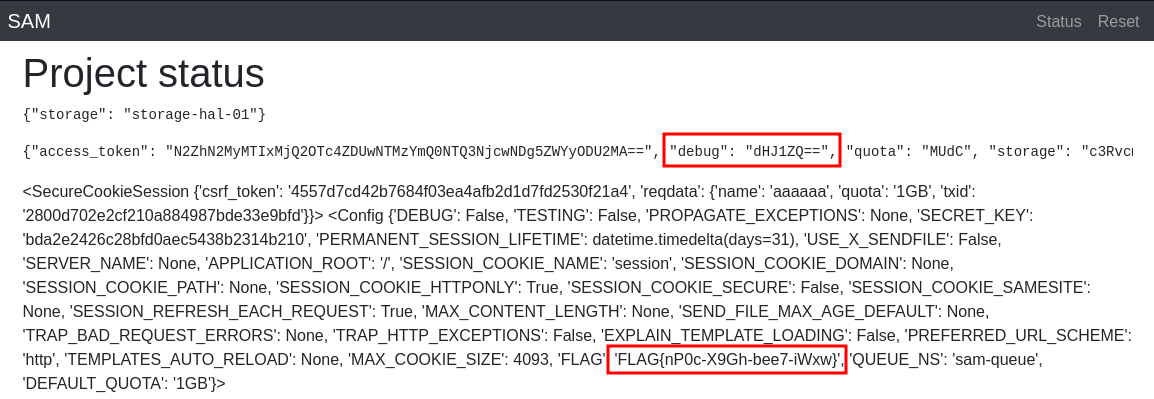 SAM Status Reset
Project status
{"storage": "storage-hal-01"}
{"access_token": "N2ZhN2MyMTIxMjQ2OTc4ZDUwNTMzYmQ0NTQ3NjcwNDg5ZWYyODU2MA==", "debug": "dHJ1ZQ==", "quota": "MUdC", "storage": "c3Rvcm
<SecureCookieSession {'csrf_token': '4557d7cd42b7684f03ea4afb2d1d7fd2530f21a4', 'reqdata': {'name': 'aaaaaa', 'quota': '1GB', 'txid':
'2800d702e2cf210a884987bde33e9bfd'}}> <Config {'DEBUG': False, 'TESTING': False, 'PROPAGATE_EXCEPTIONS': None, 'SECRET_KEY':
'bda2e2426c28bfd0aec5438b2314b210', 'PERMANENT_SESSION_LIFETIME': datetime.timedelta(days=31), 'USE_X_SENDFILE': False,
'SERVER_NAME': None, 'APPLICATION_ROOT': '/', 'SESSION_COOKIE_NAME': 'session', 'SESSION_COOKIE_DOMAIN': None,
'SESSION_COOKIE_PATH': None, 'SESSION_COOKIE_HTTPONLY': True, 'SESSION_COOKIE_SECURE': False, 'SESSION_COOKIE_SAMESITE':
None, 'SESSION_REFRESH_EACH_REQUEST': True, 'MAX_CONTENT_LENGTH': None, 'SEND_FILE_MAX_AGE_DEFAULT': None,
'TRAP_BAD_REQUEST_ERRORS': None, 'TRAP_HTTP_EXCEPTIONS': False, 'EXPLAIN_TEMPLATE_LOADING': False, 'PREFERRED_URL_SCHEME':
'http', 'TEMPLATES_AUTO_RELOAD': None, 'MAX_COOKIE_SIZE': 4093, 'FLAG': 'FLAG{nP0c-X9Gh-bee7-iWxw}', 'QUEUE_NS': 'sam-queue',
'DEFAULT_QUOTA': '1GB'}>